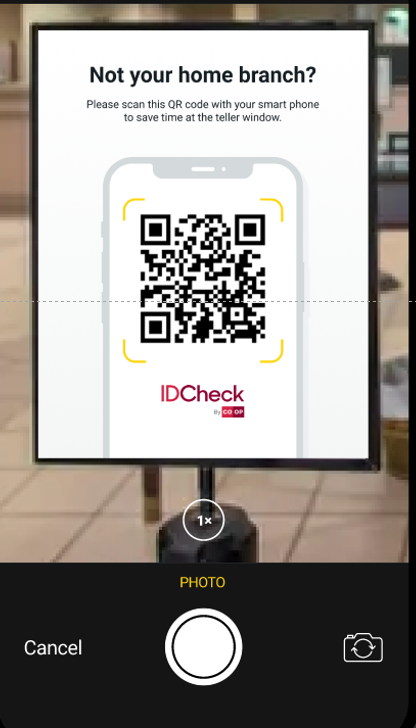 Not your home branch?
Please scan this QR code with your smart phone
to save time at the teller window.
IDCheck
By CO OP
1×
PHOTO
Cancel